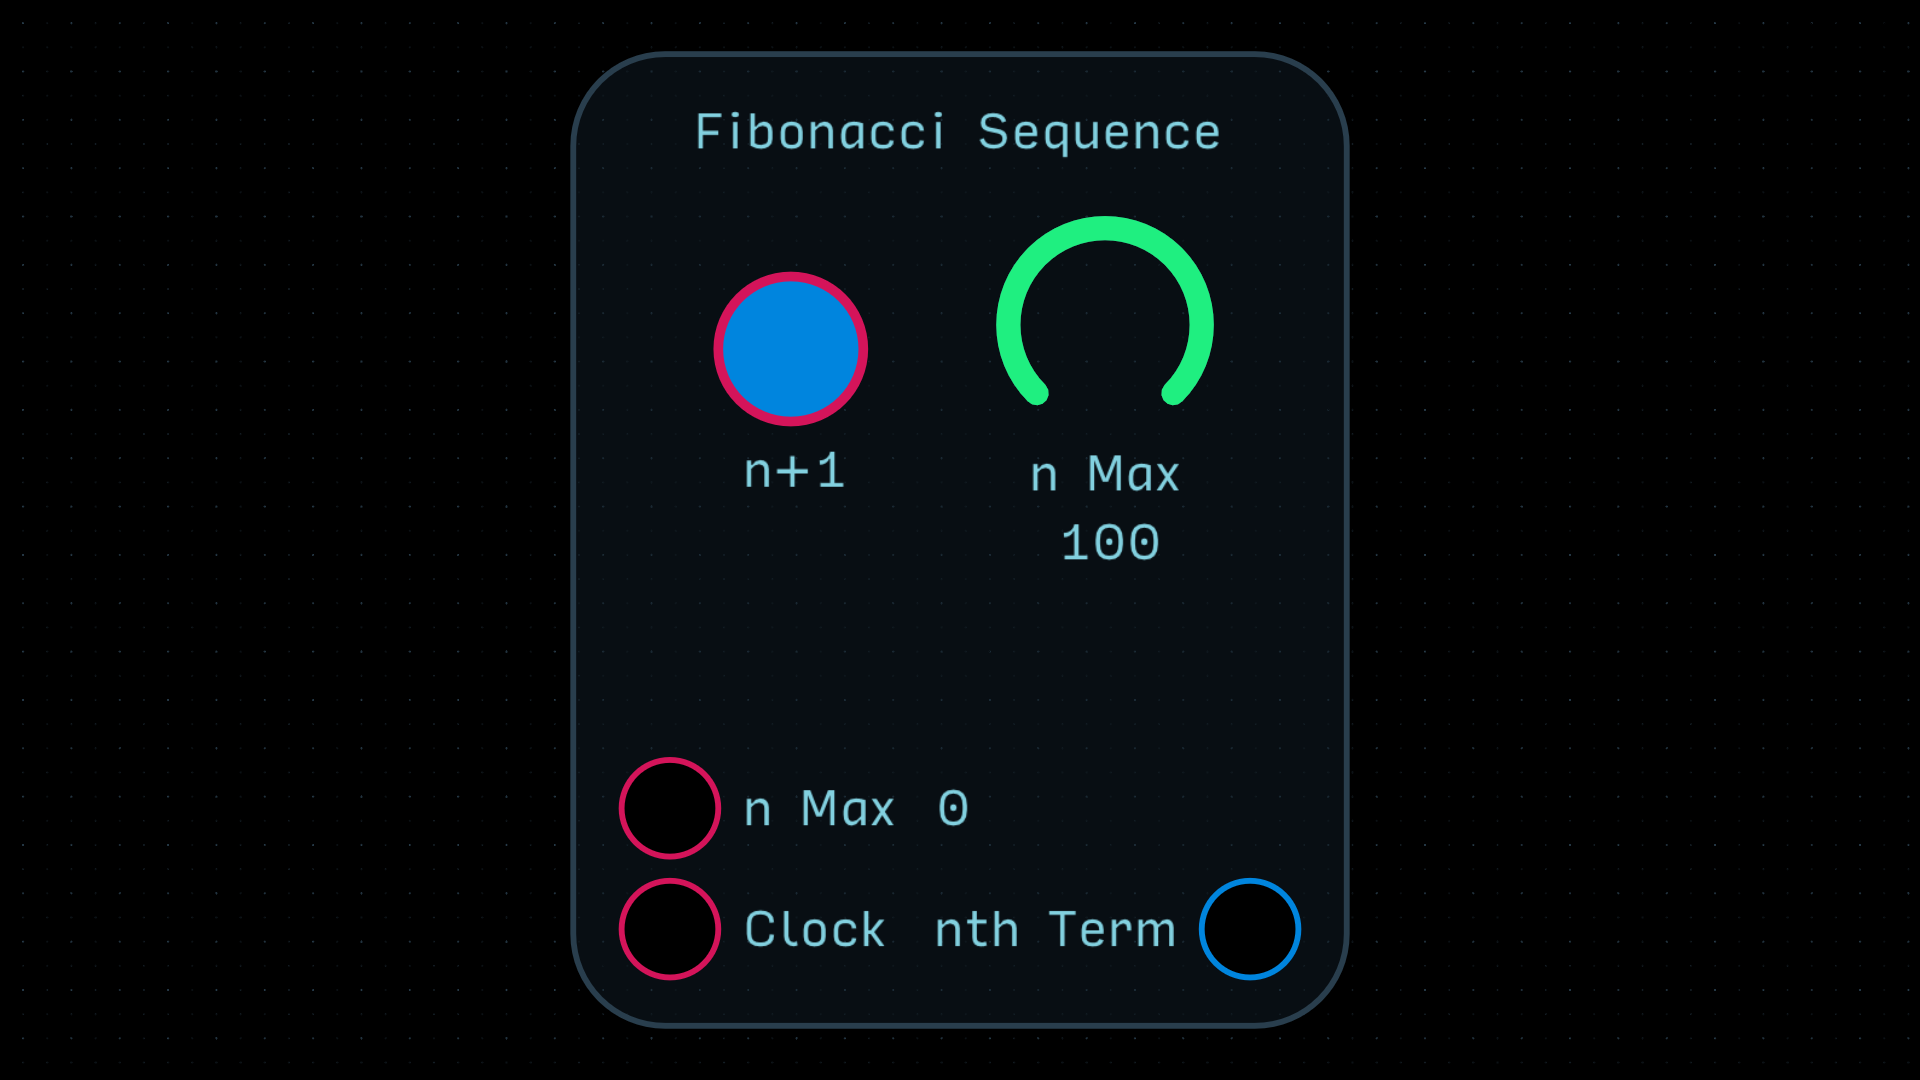 Fibonacci Sequence
n+1
n Max
100
n Max 0
Clock nth Term